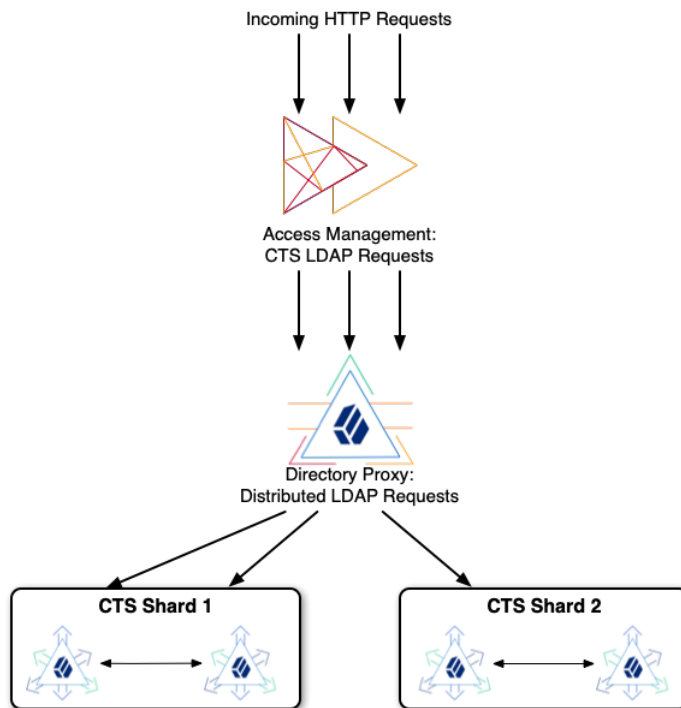 Incoming HTTP Requests
Access Management:
CTS LDAP Requests
Directory Proxy:
Distributed LDAP Requests
CTS Shard 1
CTS Shard 2